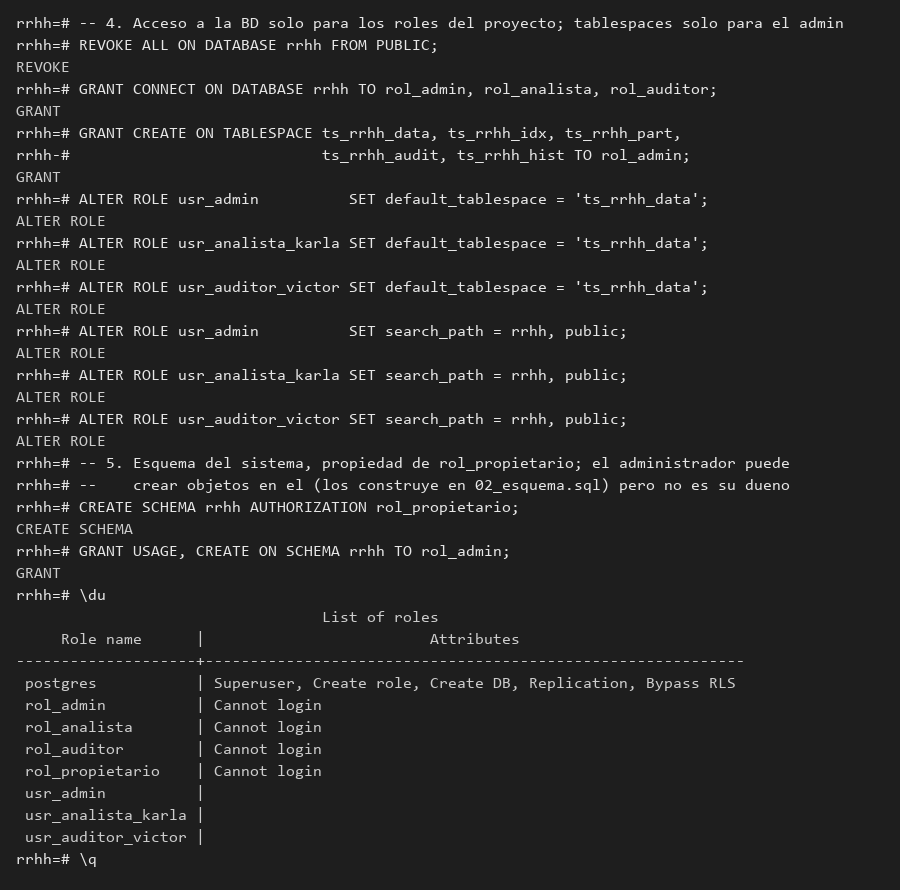 rrhh=# -- 4. Acceso a la BD solo para los roles del proyecto; tablespaces solo para el admin
rrhh=# REVOKE ALL ON DATABASE rrhh FROM PUBLIC;
REVOKE
rrhh=# GRANT CONNECT ON DATABASE rrhh TO rol_admin, rol_analista, rol_auditor;
GRANT
rrhh=# GRANT CREATE ON TABLESPACE ts_rrhh_data, ts_rrhh_idx, ts_rrhh_part,
rrhh-#                            ts_rrhh_audit, ts_rrhh_hist TO rol_admin;
GRANT
rrhh=# ALTER ROLE usr_admin          SET default_tablespace = 'ts_rrhh_data';
ALTER ROLE
rrhh=# ALTER ROLE usr_analista_karla SET default_tablespace = 'ts_rrhh_data';
ALTER ROLE
rrhh=# ALTER ROLE usr_auditor_victor SET default_tablespace = 'ts_rrhh_data';
ALTER ROLE
rrhh=# ALTER ROLE usr_admin          SET search_path = rrhh, public;
ALTER ROLE
rrhh=# ALTER ROLE usr_analista_karla SET search_path = rrhh, public;
ALTER ROLE
rrhh=# ALTER ROLE usr_auditor_victor SET search_path = rrhh, public;
ALTER ROLE
rrhh=# -- 5. Esquema del sistema, propiedad de rol_propietario; el administrador puede
rrhh=# --    crear objetos en el (los construye en 02_esquema.sql) pero no es su dueno
rrhh=# CREATE SCHEMA rrhh AUTHORIZATION rol_propietario;
CREATE SCHEMA
rrhh=# GRANT USAGE, CREATE ON SCHEMA rrhh TO rol_admin;
GRANT
rrhh=# \du
                                  List of roles
     Role name      |                         Attributes
--------------------+------------------------------------------------------------
 postgres           | Superuser, Create role, Create DB, Replication, Bypass RLS
 rol_admin          | Cannot login
 rol_analista       | Cannot login
 rol_auditor        | Cannot login
 rol_propietario    | Cannot login
 usr_admin          |
 usr_analista_karla |
 usr_auditor_victor |
rrhh=# \q